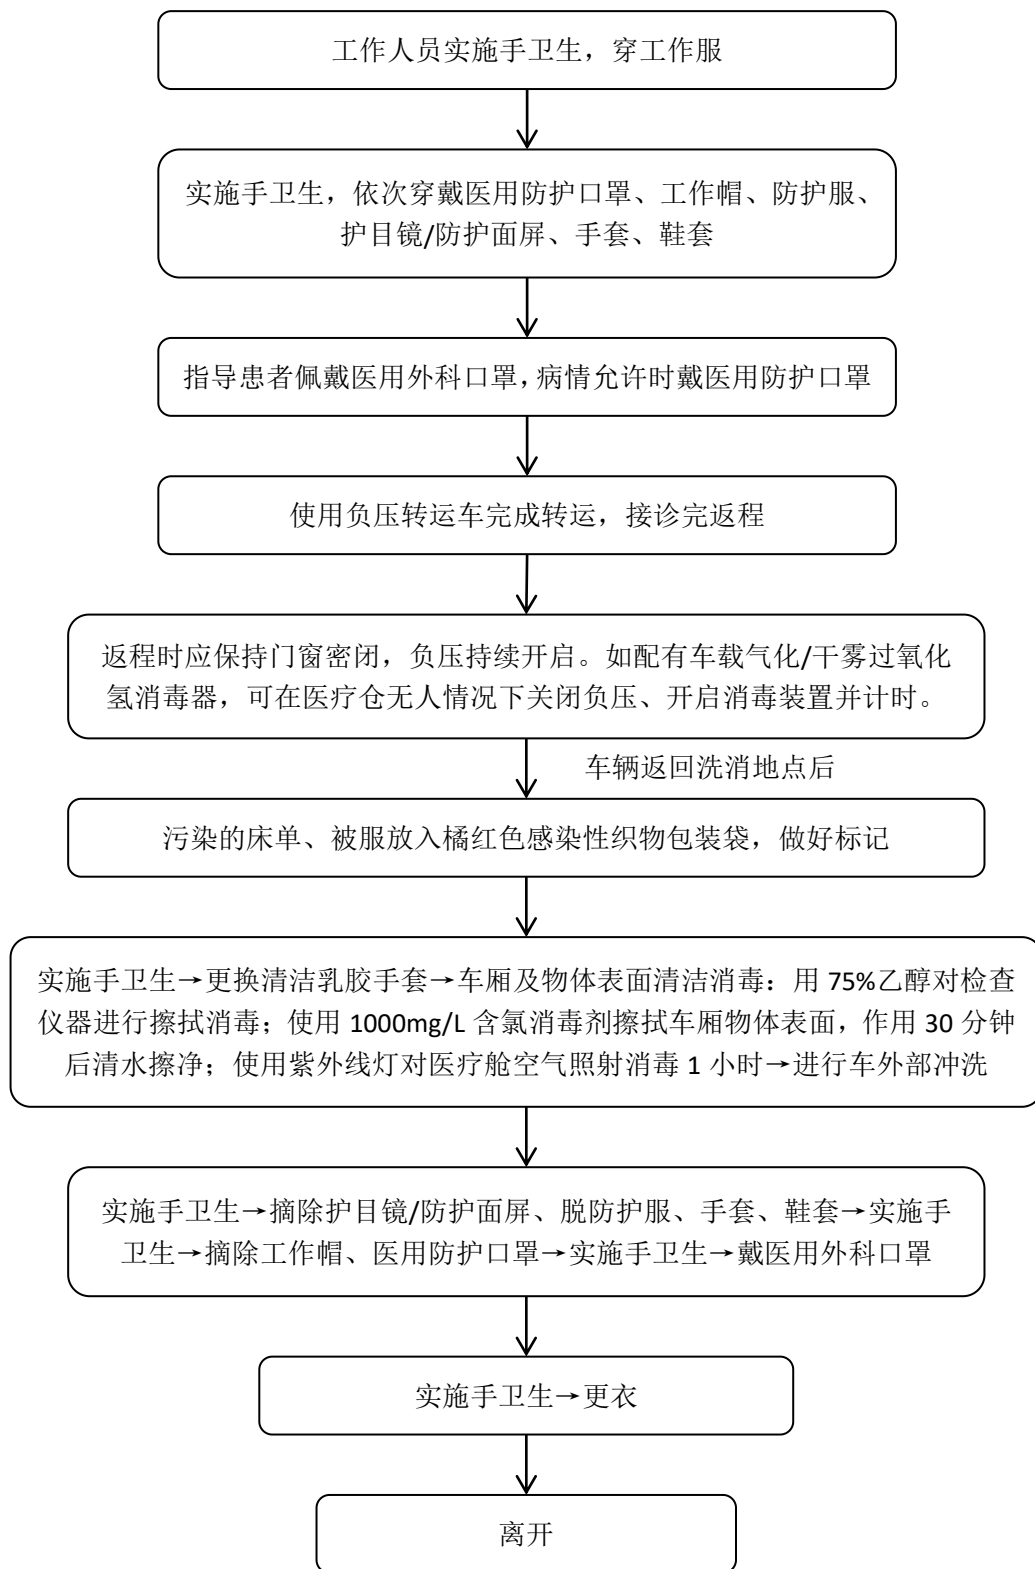 工作人员实施手卫生，穿工作服
实施手卫生，依次穿戴医用防护口罩、工作帽、防护服、
护目镜/防护面屏、手套、鞋套
指导患者佩戴医用外科口罩，病情允许时戴医用防护口罩
使用负压转运车完成转运，接诊完返程
返程时应保持门窗密闭，负压持续开启。如配有车载气化/干雾过氧化
氢消毒器，可在医疗仓无人情况下关闭负压、开启消毒装置并计时。
车辆返回洗消地点后
污染的床单、被服放入橘红色感染性织物包装袋，做好标记
实施手卫生→更换清洁乳胶手套→车厢及物体表面清洁消毒：用 75%乙醇对检查
仪器进行擦拭消毒；使用 1000mg/L 含氯消毒剂擦拭车厢物体表面，作用 30 分钟
后清水擦净；使用紫外线灯对医疗舱空气照射消毒 1 小时→进行车外部冲洗
实施手卫生→摘除护目镜/防护面屏、脱防护服、手套、鞋套→实施手
卫生→摘除工作帽、医用防护口罩→实施手卫生→戴医用外科口罩
实施手卫生→更衣
离开